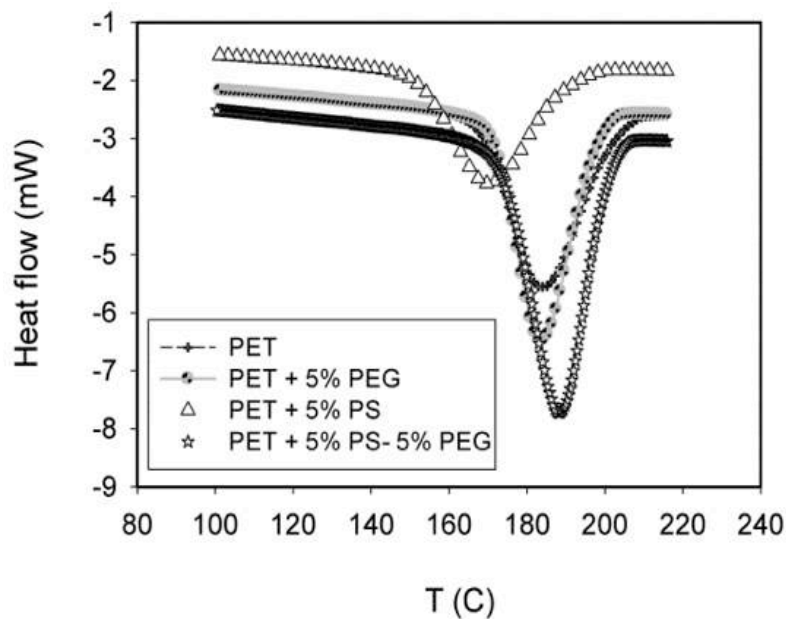 -1
-2
-3
-4
-5
-6
-7
-8
-9
Heat flow (mW)
PET
PET + 5% PEG
PET + 5% PS
PET + 5% PS- 5% PEG
80 100 120 140 160 180 200 220 240
T (C)